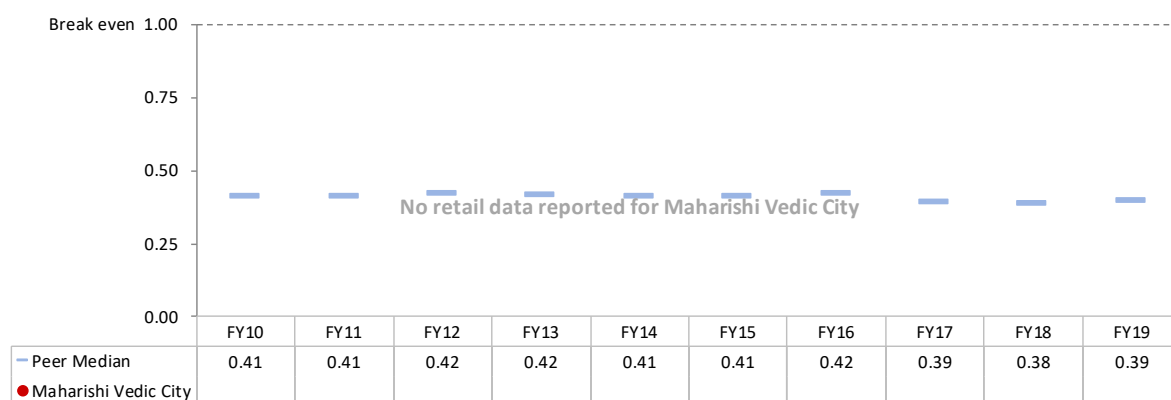 Break even 1.00
0.75
0.50
No retail data reported for Maharishi Vedic City
0.25
0.00
FY10 FY11 FY12 FY13 FY14 FY15 FY16 FY17 FY18 FY19
Peer Median 0.41 0.41 0.42 0.42 0.41 0.41 0.42 0.39 0.38 0.39
Maharishi Vedic City